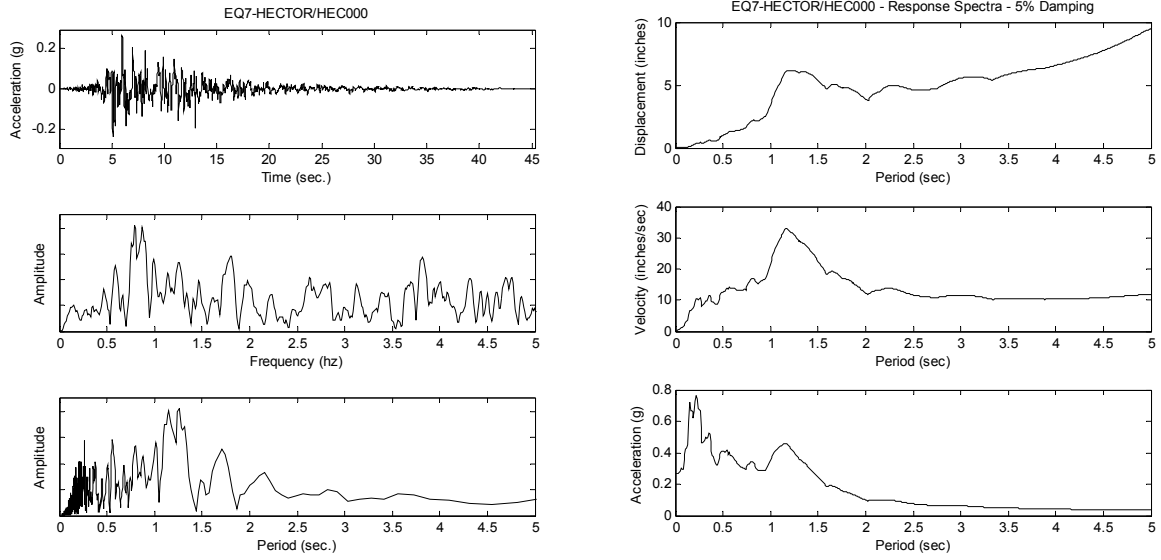 EQ7-HECTOR/HEC000
Acceleration (g)
0.2
0
-0.2
0 5 10 15 20 25 30 35 40 45
Time (sec.)
Amplitude
0 0.5 1 1.5 2 2.5 3 3.5 4 4.5 5
Frequency (hz)
Amplitude
0 0.5 1 1.5 2 2.5 3 3.5 4 4.5 5
Period (sec.)
EQ7-HECTOR/HEC000 - Response Spectra - 5% Damping
Displacement (inches)
10
5
0
0 0.5 1 1.5 2 2.5 3 3.5 4 4.5 5
Period (sec)
Velocity (inches/sec)
40
30
20
10
0
0 0.5 1 1.5 2 2.5 3 3.5 4 4.5 5
Period (sec)
Acceleration (g)
0.8
0.6
0.4
0.2
0
0 0.5 1 1.5 2 2.5 3 3.5 4 4.5 5
Period (sec)